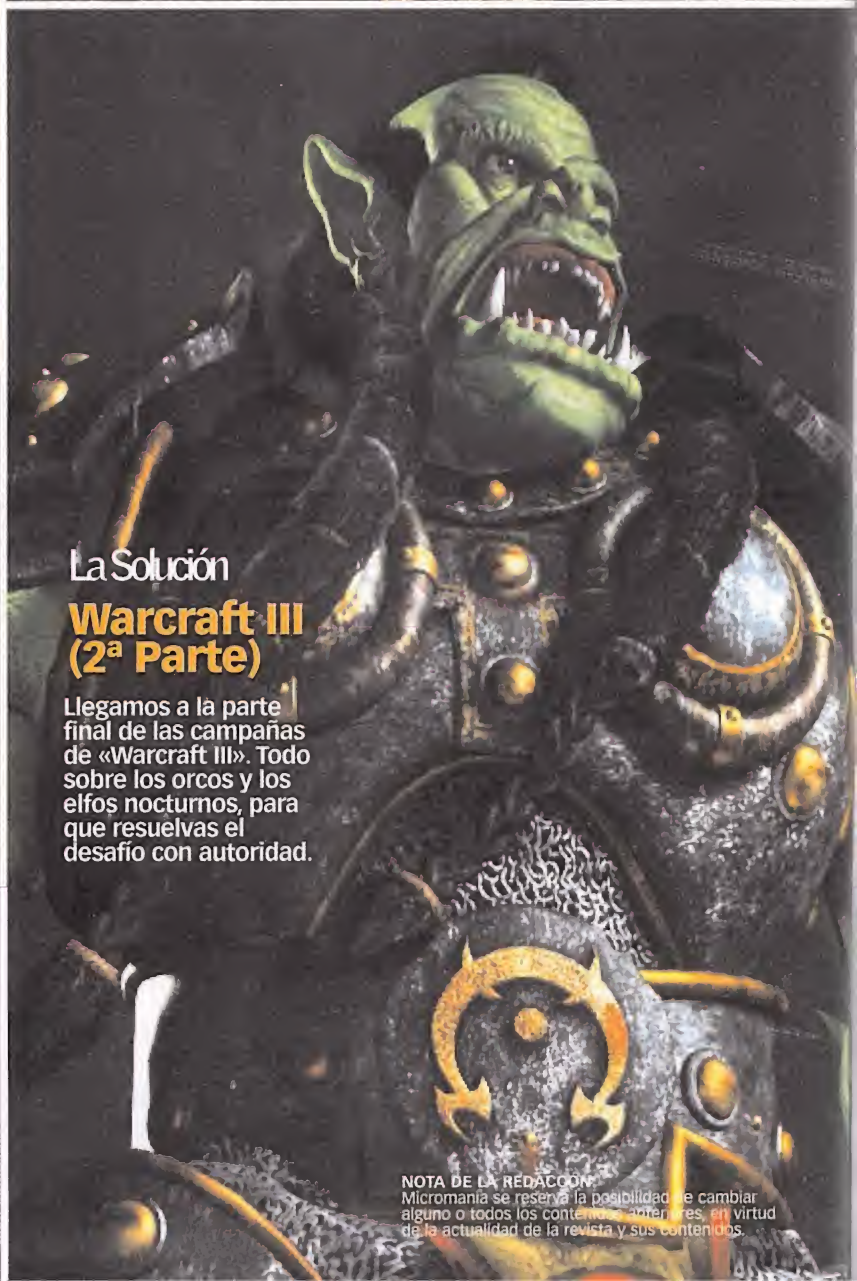 La Solución
Warcraft III
(2ª Parte)
Llegamos a la parte
final de las campañas
de «Warcraft III». Todo
sobre los orcos y los
elfos nocturnos, para
que resuelvas el
desafío con autoridad.
NOTA DE LA REDACCIÓN:
Micromanía se reserva la posibilidad de cambiar
alguno o todos los contenidos anteriores, en virtud
de la actualidad de la revista y sus contenidos.